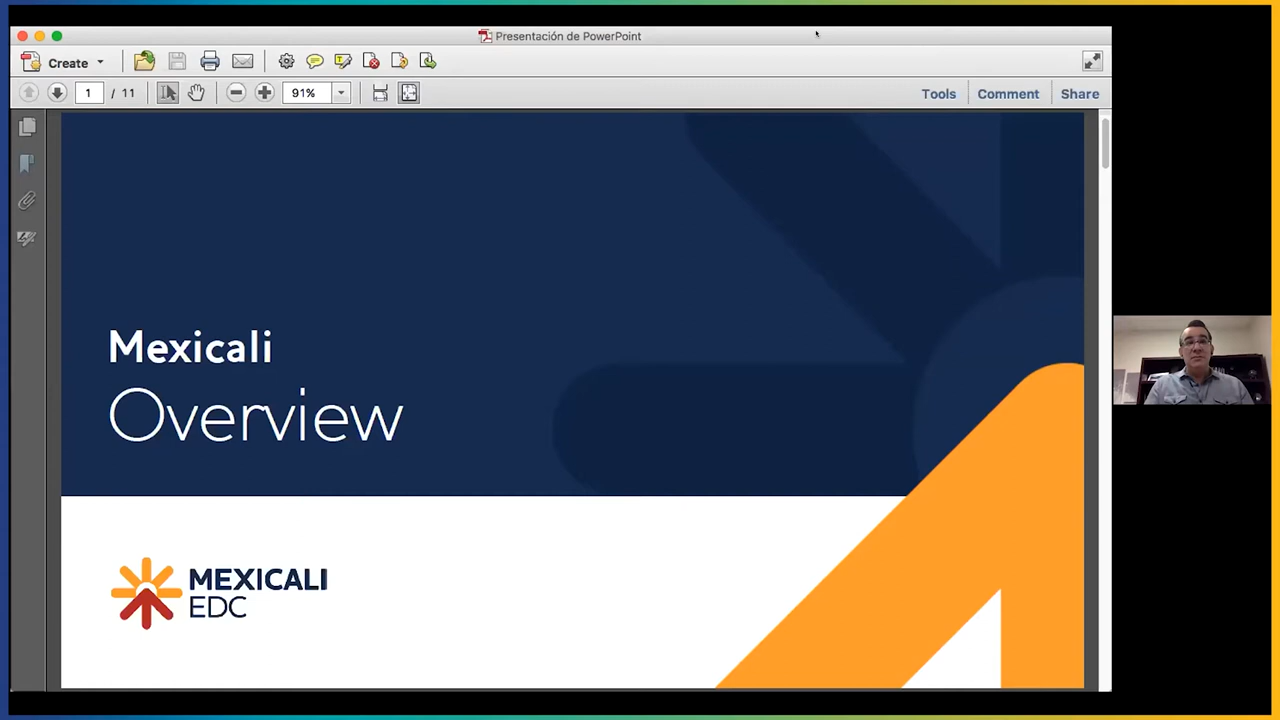 Presentación de PowerPoint
Create
1 / 11
91%
Tools
Comment
Share
Mexicali
Overview
MEXICALI
EDC